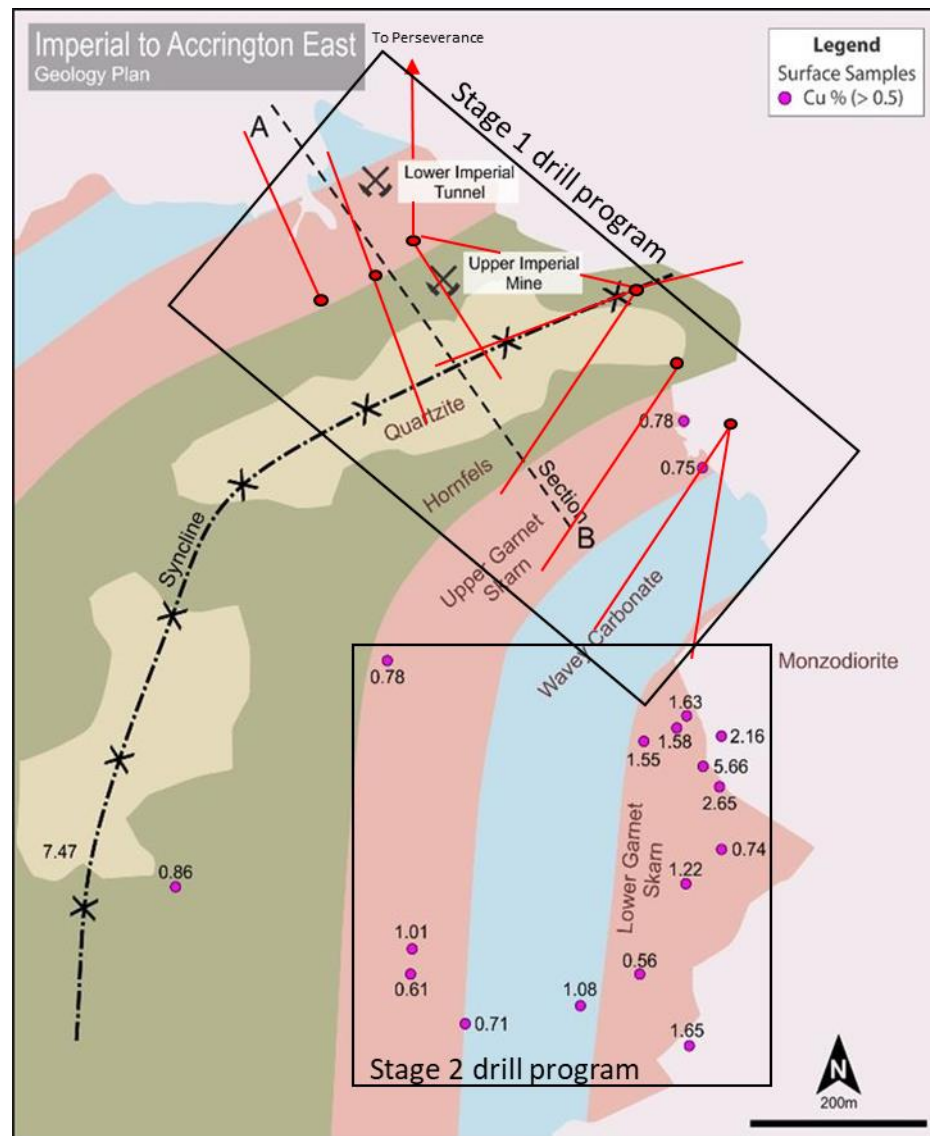 Imperial to Accrington East
Geology Plan
To Perseverance
Legend
Surface Samples
Cu % (> 0.5)
Stage 1 drill program
A
Lower Imperial
Tunnel
Upper Imperial
Mine
Quartzite
0.78
0.75
Hornfels
Section
B
Syncline
Upper Garnet
Skarn
Wavey Carbonate
Monzodiorite
0.78
1.63
1.58
2.16
1.55
5.66
2.65
7.47
0.86
0.74
Lower Garnet
Skarn
1.22
1.01
0.61
0.56
1.08
0.71
1.65
Stage 2 drill program
N
200m